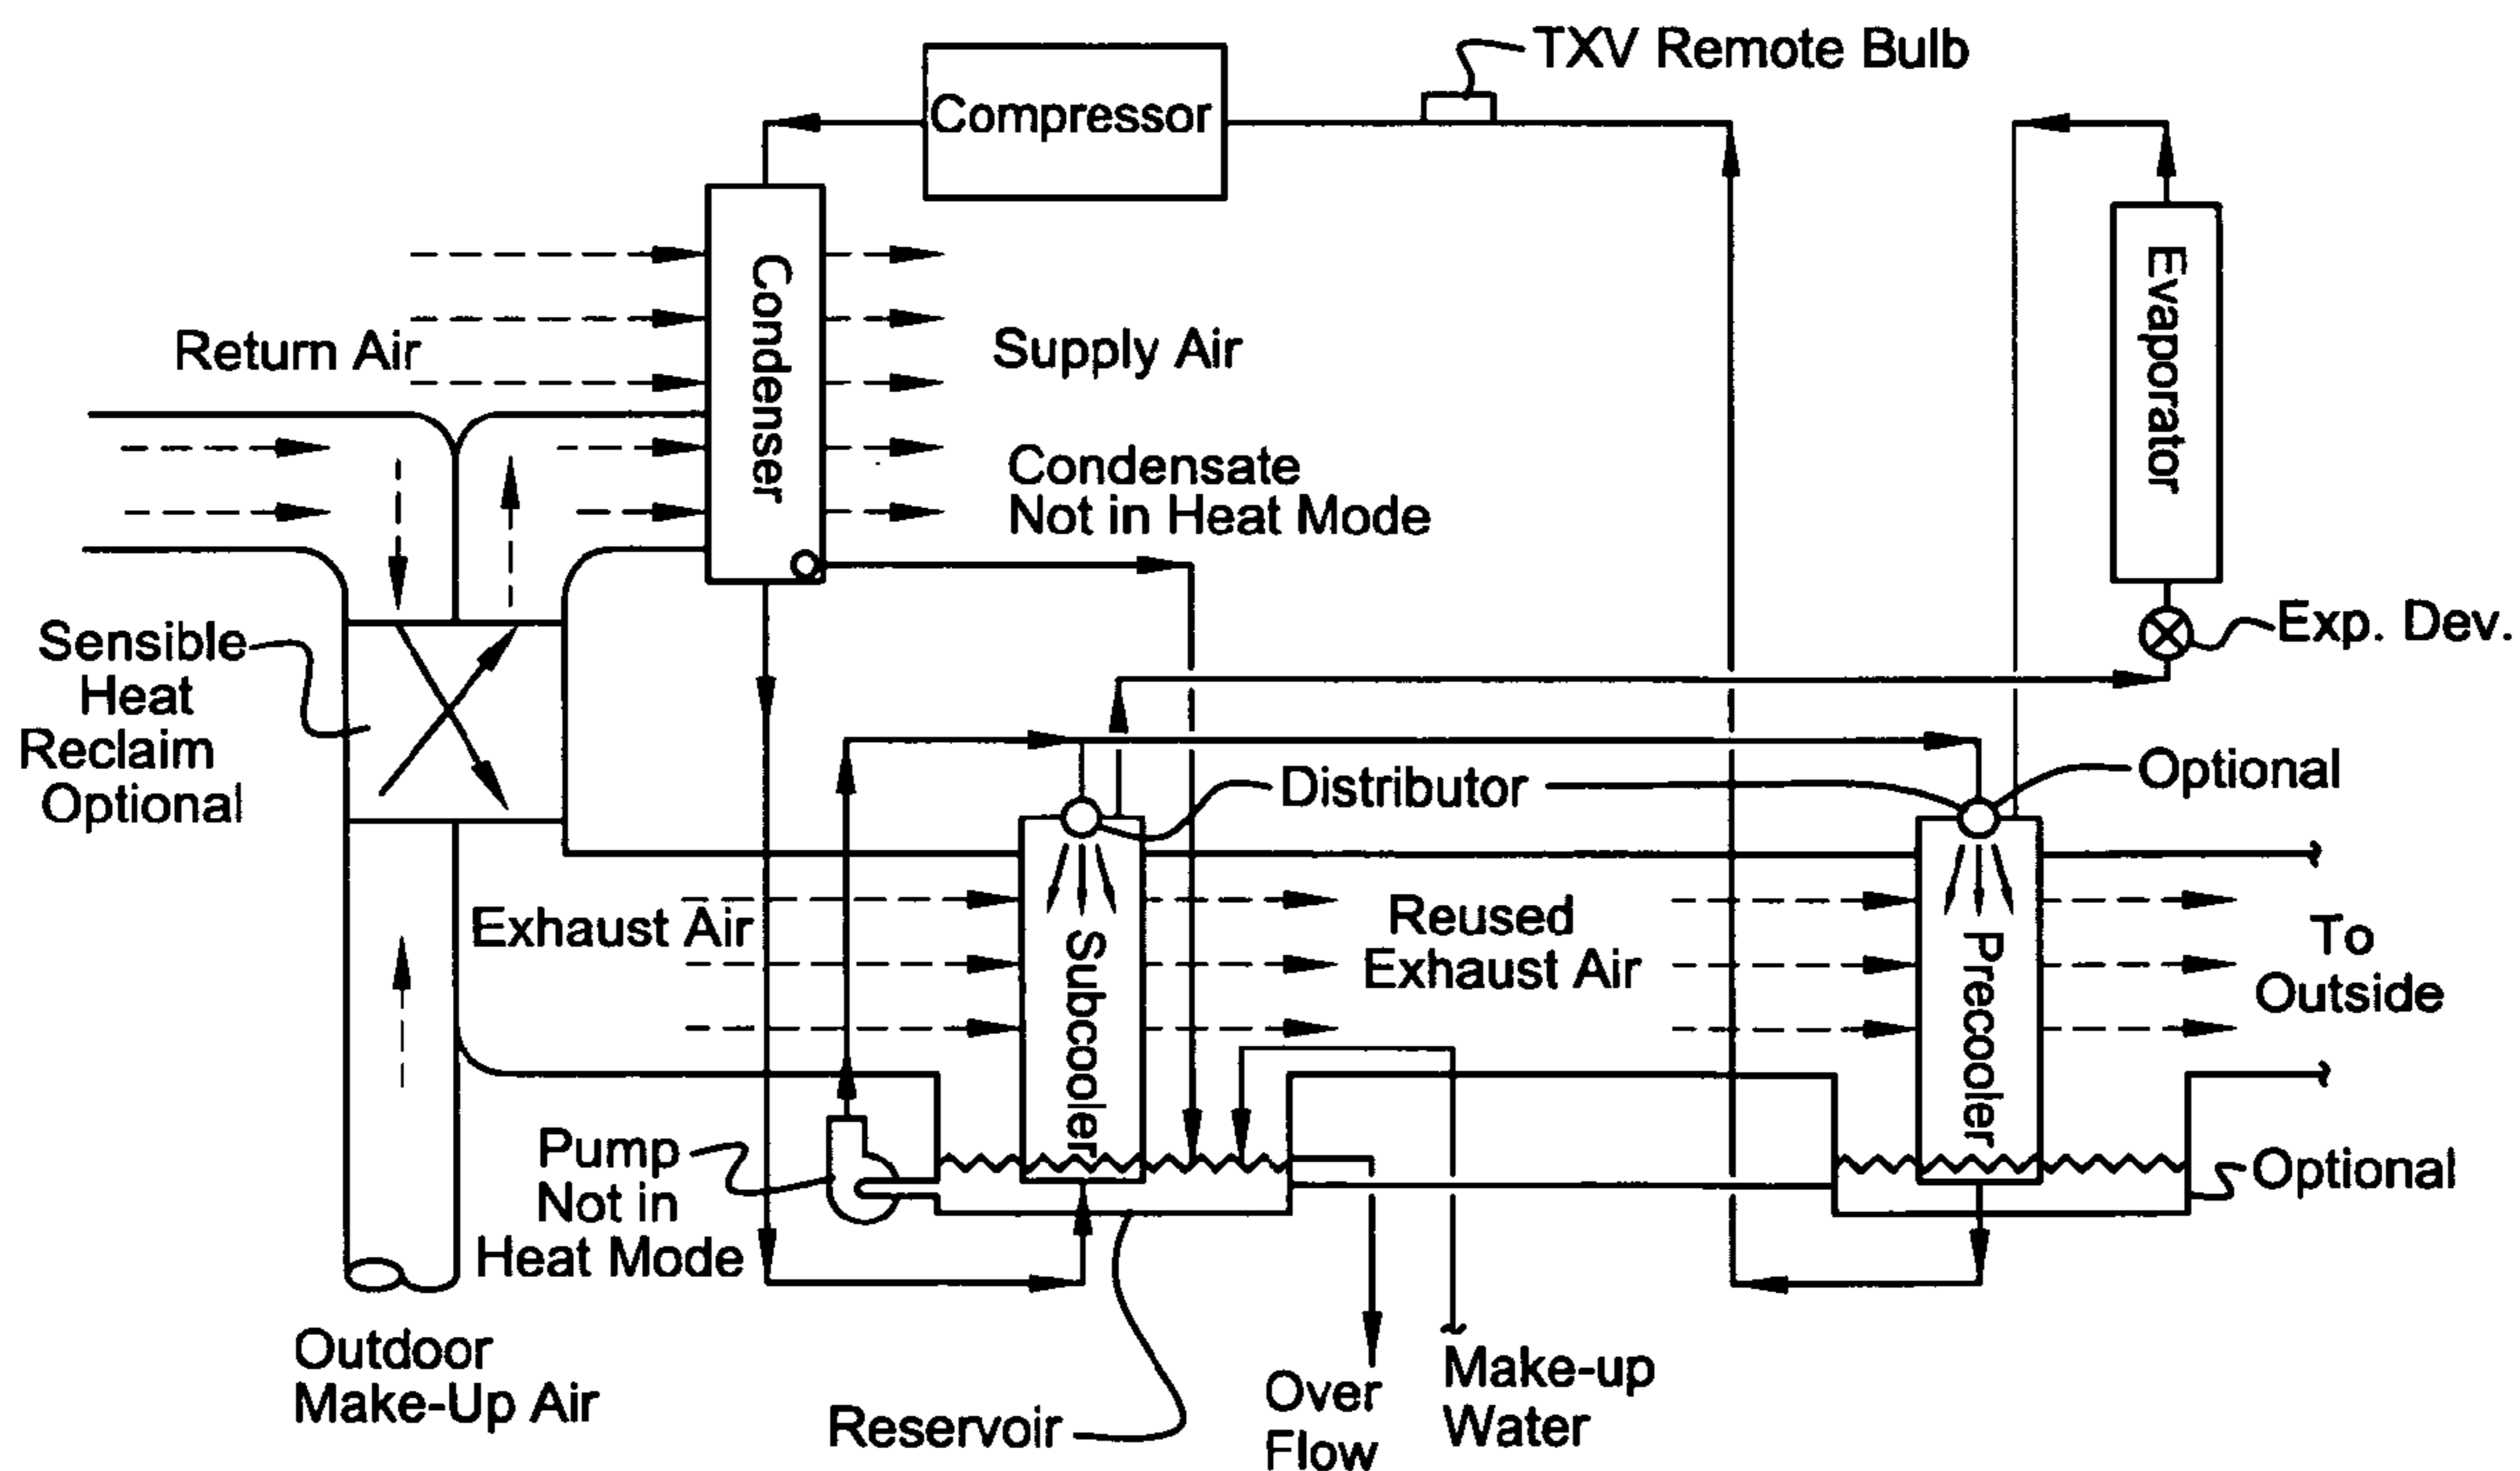 TXV Remote Bulb
Compressor
Condenser
Evaporator
Return Air
Supply Air
Condensate
Not in Heat Mode
Exp. Dev.
Sensible
Heat
Reclaim
Optional
Distributor
Optional
Exhaust Air
Subcooler
Reused
Exhaust Air
Precooler
To
Outside
Pump
Not in
Heat Mode
Optional
Outdoor
Make-Up Air
Reservoir
Over
Flow
Make-up
Water